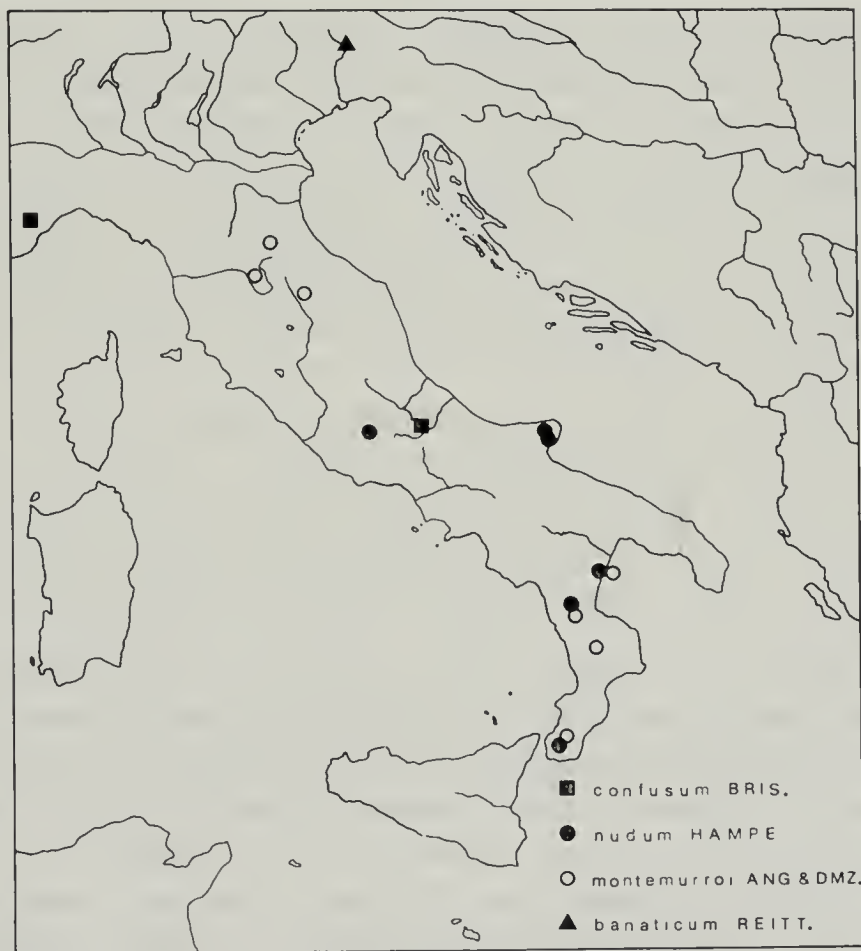 confusum BRIS.
nudum HAMPE
montemurroi ANG & DMZ.
banaticum REITT.